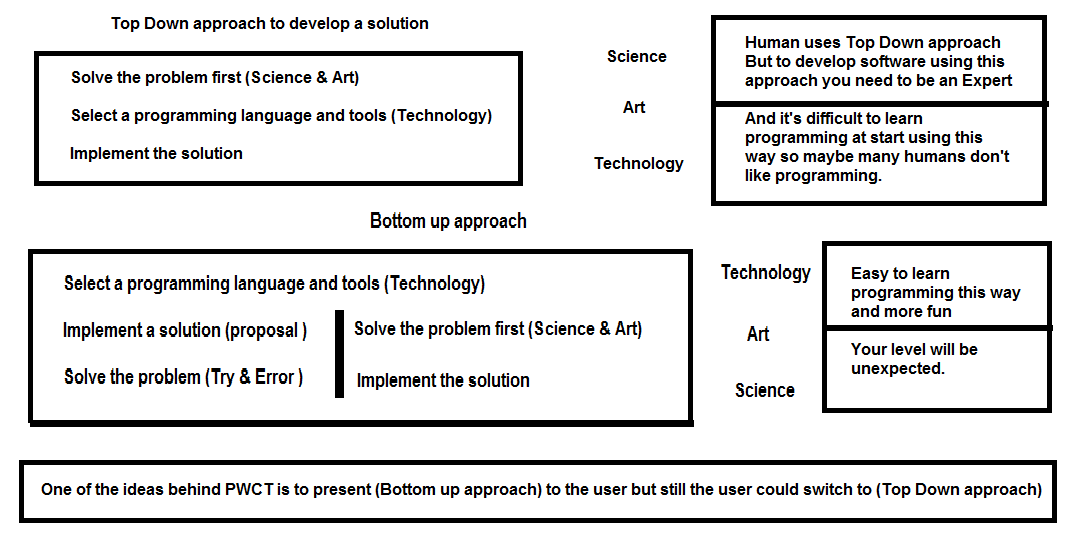 Top Down approach to develop a solution
Solve the problem first (Science & Art)
Select a programming language and tools (Technology)
Implement the solution
Science
Art
Technology
Human uses Top Down approach
But to develop software using this
approach you need to be an Expert
And it's difficult to learn
programming at start using this
way so maybe many humans don't
like programming.
Bottom up approach
Select a programming language and tools (Technology)
Implement a solution (proposal )
Solve the problem (Try & Error )
Solve the problem first (Science & Art)
Implement the solution
Technology
Art
Science
Easy to learn
programming this way
and more fun
Your level will be
unexpected.
One of the ideas behind PWCT is to present (Bottom up approach) to the user but still the user could switch to (Top Down approach)